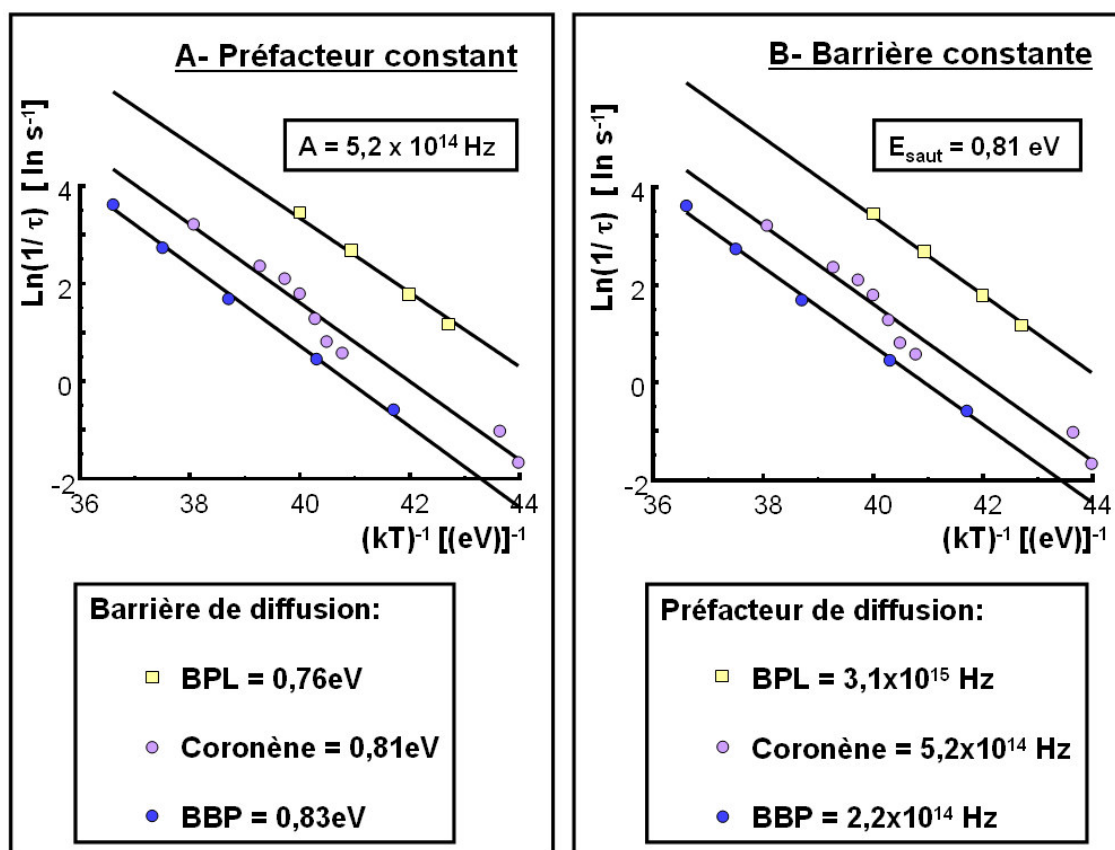 A- Préfacteur constant
A = 5,2 x 10¹⁴ Hz
Ln(1/ τ) [ ln s⁻¹]
4
2
0
-2
36
38
40
42
44
(kT)⁻¹ [(eV)]⁻¹
Barrière de diffusion:
BPL = 0,76eV
Coronène = 0,81eV
BBP = 0,83eV
B- Barrière constante
E_saut = 0,81 eV
Ln(1/ τ) [ ln s⁻¹]
4
2
0
-2
36
38
40
42
44
(kT)⁻¹ [(eV)]⁻¹
Préfacteur de diffusion:
BPL = 3,1x10¹⁵ Hz
Coronène = 5,2x10¹⁴ Hz
BBP = 2,2x10¹⁴ Hz